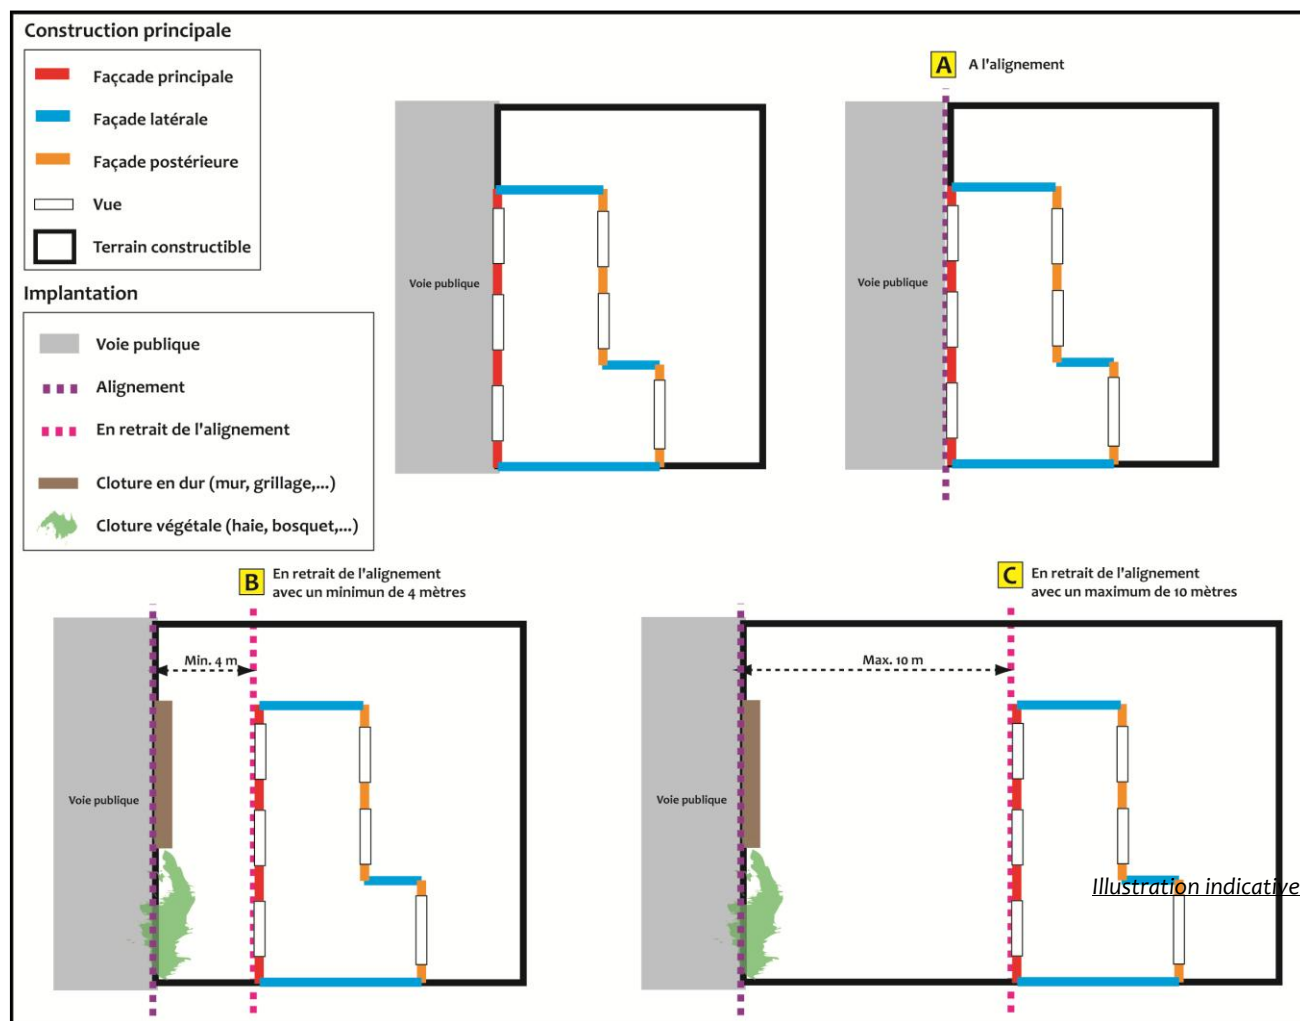 Construction principale
Faççade principale
Façade latérale
Façade postérieure
Vue
Terrain constructible
Implantation
Voie publique
Alignement
En retrait de l'alignement
Cloture en dur (mur, grillage,...)
Cloture végétale (haie, bosquet,...)
Voie publique
A A l'alignement
Voie publique
B En retrait de l'alignement
avec un minimun de 4 mètres
Min. 4 m
Voie publique
C En retrait de l'alignement
avec un maximum de 10 mètres
Max. 10 m
Voie publique
Illustration indicative